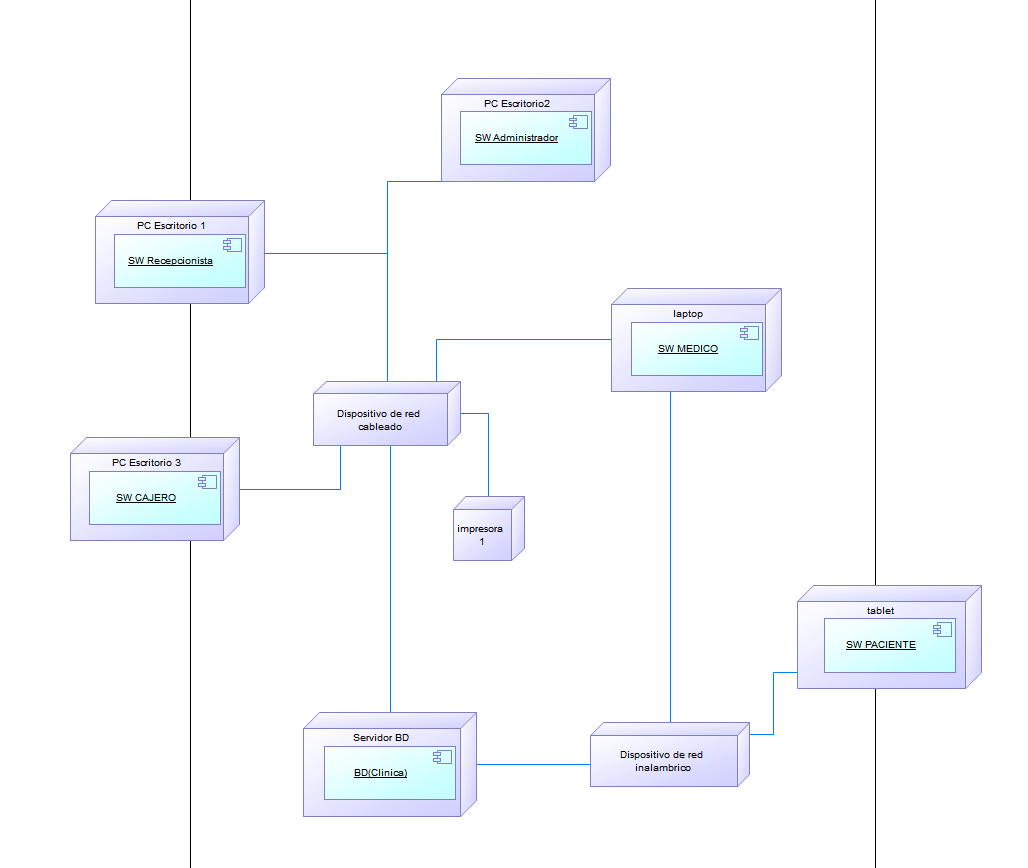 PC Escritorio2
SW Administrador
PC Escritorio 1
SW Recepcionista
laptop
SW MEDICO
Dispositivo de red
cableado
PC Escritorio 3
SW CAJERO
impresora
1
tablet
SW PACIENTE
Servidor BD
BD(Clinica)
Dispositivo de red
inalambrico